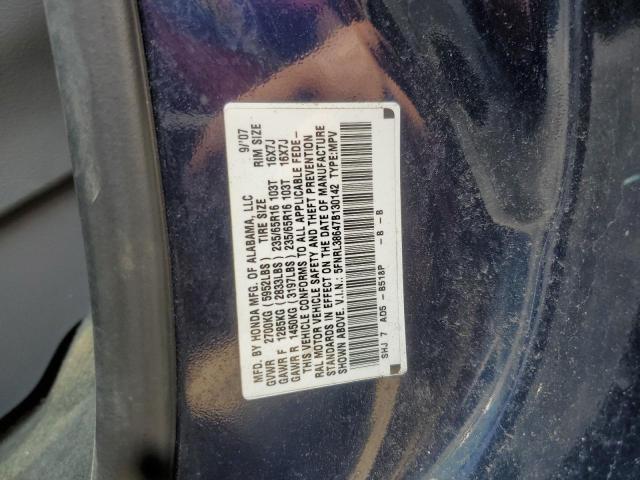 MFD. BY HONDA MFG. OF ALABAMA, LLC 9/'07
GVWR 2700KG (5952LBS) TIRE SIZE RIM SIZE
GAWR F 1285KG (2833LBS) 235/65R16 103T 16X7J
GAWR R 1450KG (3197LBS) 235/65R16 103T 16X7J
THIS VEHICLE CONFORMS TO ALL APPLICABLE FEDE-
RAL MOTOR VEHICLE SAFETY AND THEFT PREVENTION
STANDARDS IN EFFECT ON THE DATE OF MANUFACTURE
SHOWN ABOVE. V.I.N.: 5FNRL38647B130142 TYPE:MPV
SHJ 7 AD5 -B518P -B -B